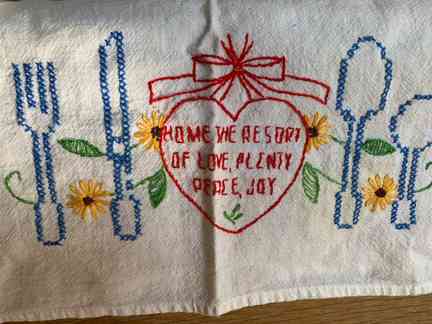 HOME THE RESORT
OF LOVE, PLENTY
PEACE, JOY